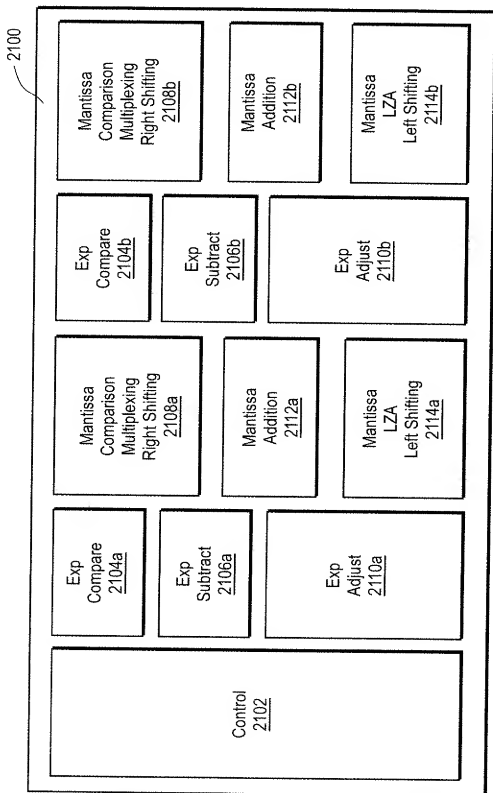 2100
Control
2102
Exp
Compare
2104a
Exp
Subtract
2106a
Exp
Adjust
2110a
Mantissa
Comparison
Multiplexing
Right Shifting
2108a
Mantissa
Addition
2112a
Mantissa
LZA
Left Shifting
2114a
Exp
Compare
2104b
Exp
Subtract
2106b
Exp
Adjust
2110b
Mantissa
Comparison
Multiplexing
Right Shifting
2108b
Mantissa
Addition
2112b
Mantissa
LZA
Left Shifting
2114b